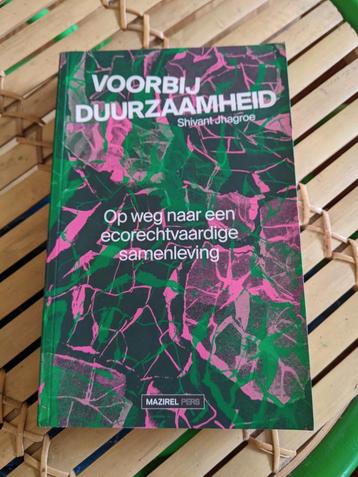 VOORBIJ
DUURZAAMHEID
Shivant Jhagroe
Op weg naar een
ecorechtvaardige
samenleving
MAZIREL PERS